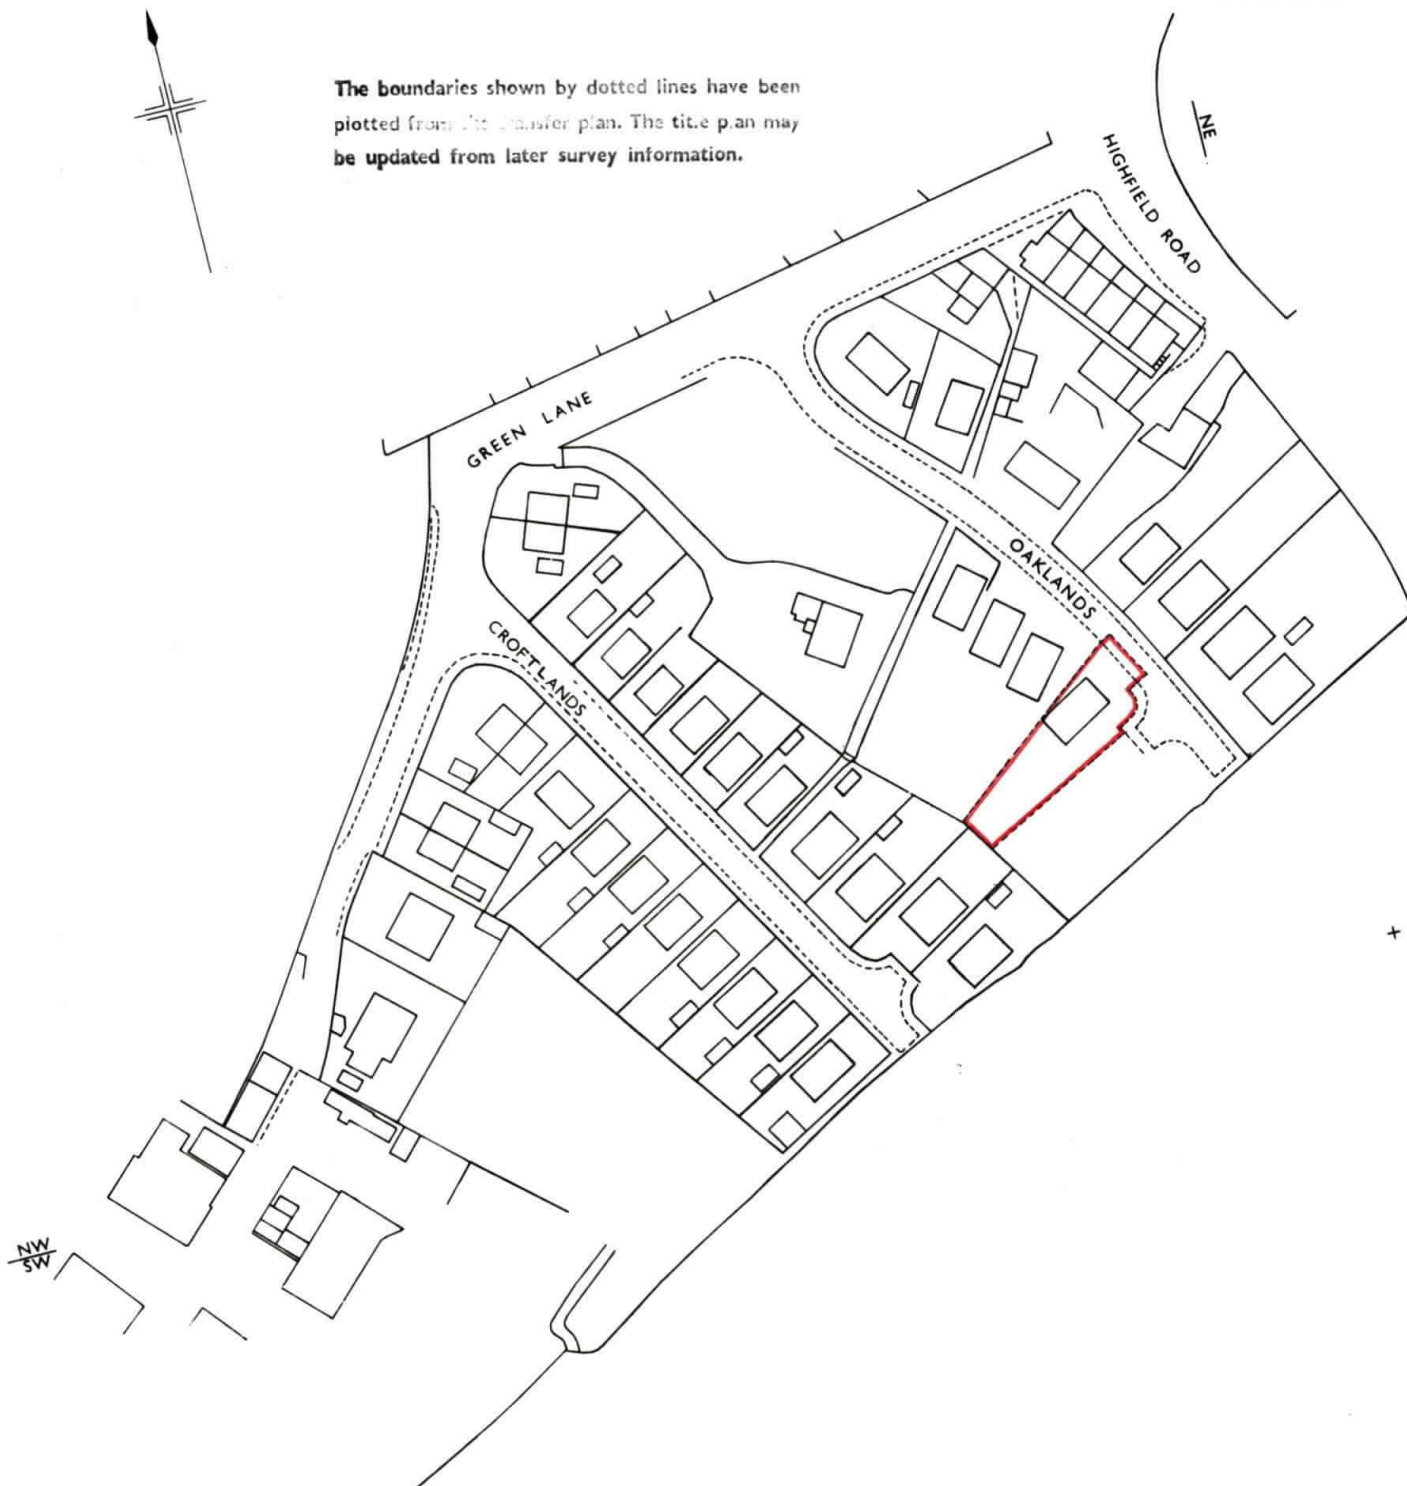 The boundaries shown by dotted lines have been
plotted from the transfer plan. The title plan may
be updated from later survey information.
NE
HIGHFIELD ROAD
GREEN LANE
OAKLANDS
CROFTLANDS
NW
SW